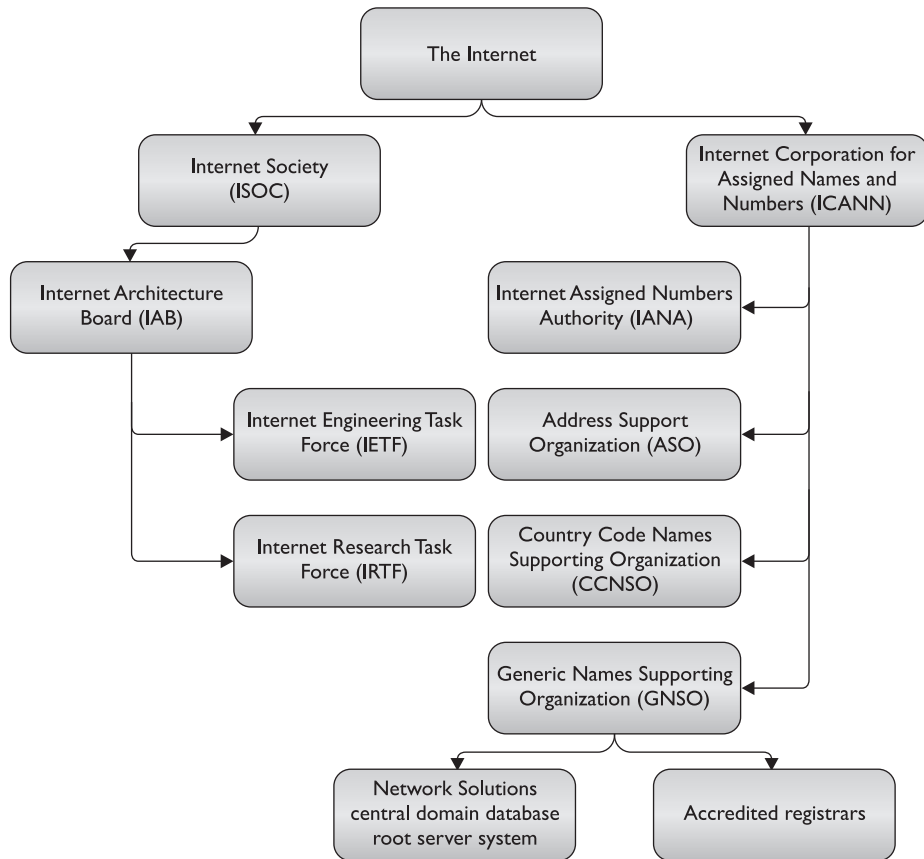 The Internet
Internet Society
(ISOC)
Internet Corporation for
Assigned Names and
Numbers (ICANN)
Internet Architecture
Board (IAB)
Internet Assigned Numbers
Authority (IANA)
Internet Engineering Task
Force (IETF)
Address Support
Organization (ASO)
Internet Research Task
Force (IRTF)
Country Code Names
Supporting Organization
(CCNSO)
Generic Names Supporting
Organization (GNSO)
Network Solutions
central domain database
root server system
Accredited registrars